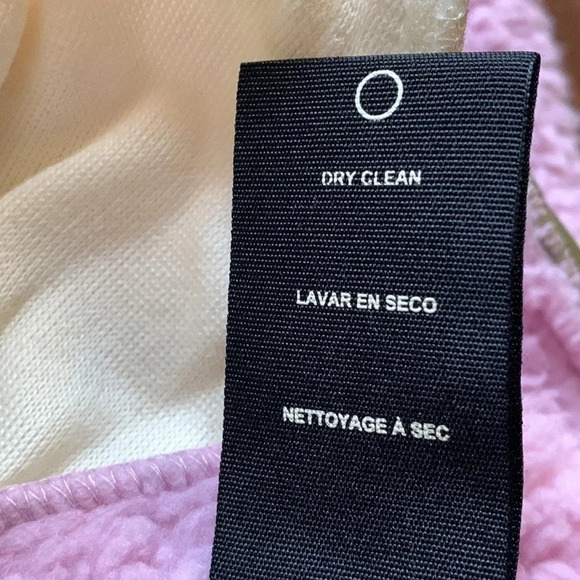 DRY CLEAN
LAVAR EN SECO
NETTOYAGE À SEC